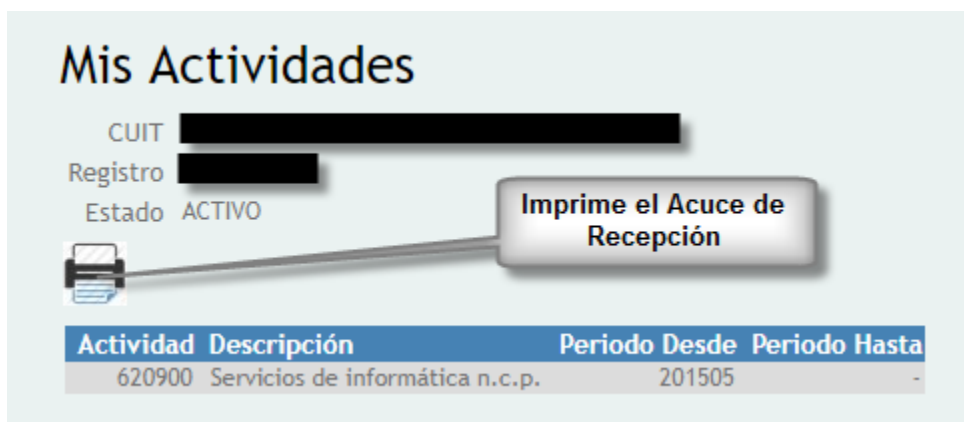 Mis Actividades
CUIT
Registro
Estado ACTIVO
Imprime el Acuce de
Recepción
Actividad Descripción Periodo Desde Periodo Hasta
620900 Servicios de informática n.c.p. 201505 -